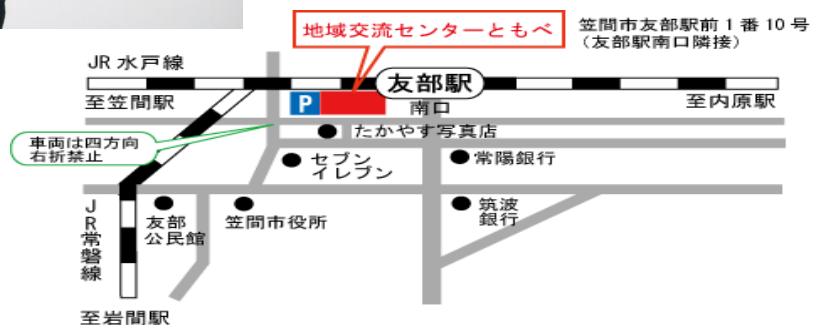 地域交流センターともべ
笠間市友部駅前1番10号
（友部駅南口隣接）
JR 水戸線
友部駅
至笠間駅
P
南口
至内原駅
車両は四方向
右折禁止
たかやす写真店
セブン
イレブン
常陽銀行
JR常磐線
友部
公民館
笠間市役所
筑波
銀行
至岩間駅